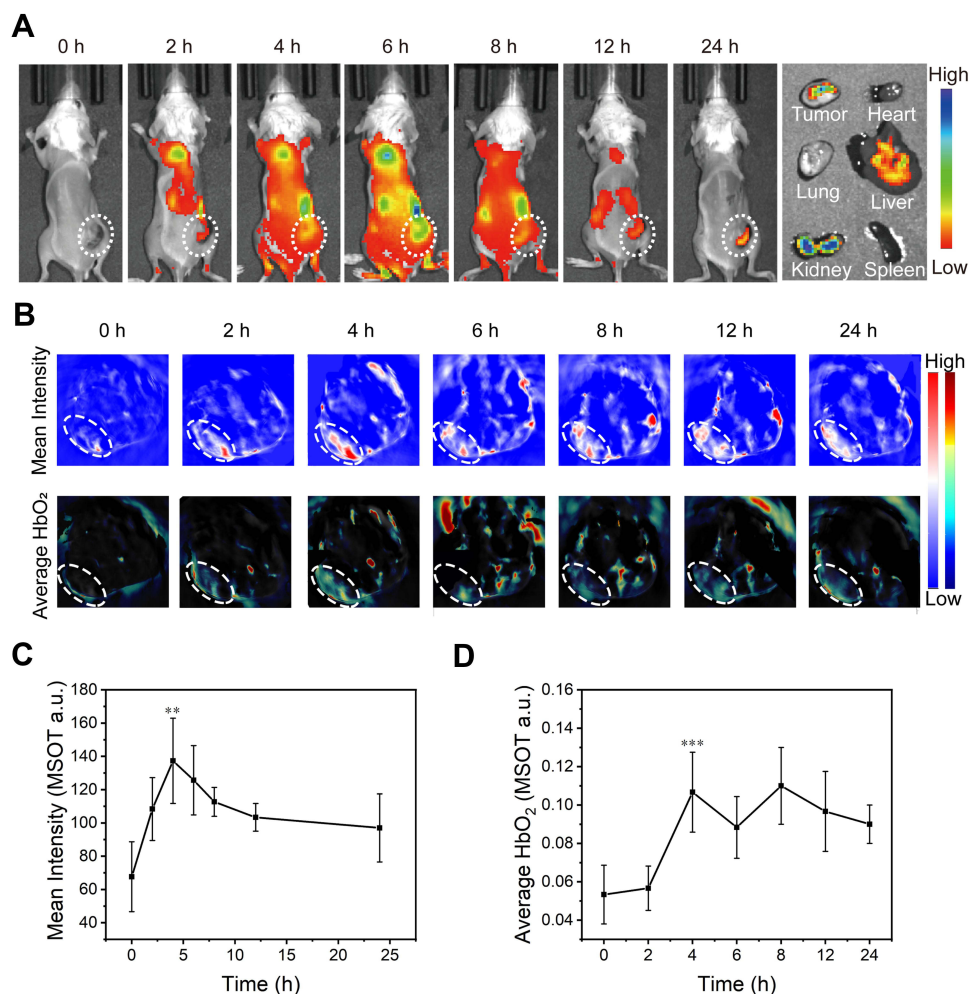 A
0 h 2 h 4 h 6 h 8 h 12 h 24 h
High
Tumor Heart
Lung Liver
Kidney Spleen
Low
B
0 h 2 h 4 h 6 h 8 h 12 h 24 h
Mean Intensity
High
Average HbO₂
Low
C
Mean Intensity (MSOT a.u.)
180
160
140
120
100
80
60
40
**
0 5 10 15 20 25
Time (h)
D
Average HbO₂ (MSOT a.u.)
0.16
0.14
0.12
0.10
0.08
0.06
0.04
***
0 2 4 6 8 12 24
Time (h)